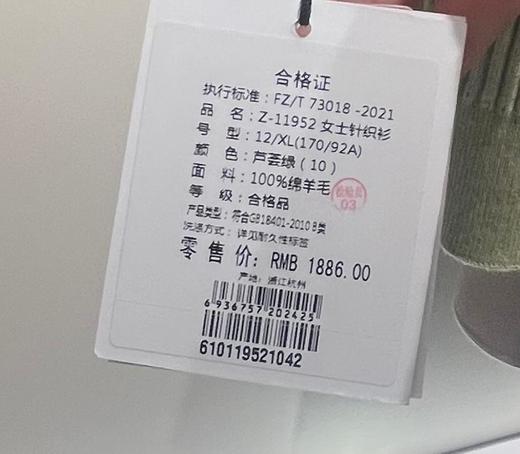 合格证
执行标准：FZ/T 73018 -2021
品 名：Z-11952 女士针织衫
号 型：12/XL(170/92A)
颜 色：芦荟绿（10）
面 料：100%绵羊毛
检验员
03
等 级：合格品
产品类型：符合GB18401-2010 B类
洗涤方式：详见耐久性标签
零售价：RMB 1886.00
产地：浙江杭州
6936757202425
610119521042